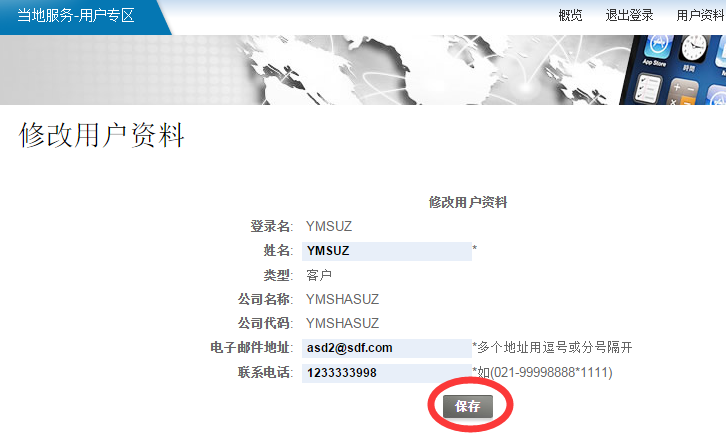 当地服务-用户专区 概览 退出登录 用户资料
App Store 時間
修改用户资料
修改用户资料
登录名: YMSUZ
姓名: YMSUZ *
类型: 客户
公司名称: YMSHASUZ
公司代码: YMSHASUZ
电子邮件地址: asd2@sdf.com *多个地址用逗号或分号隔开
联系电话: 1233333998 *如(021-99998888*1111)
保存